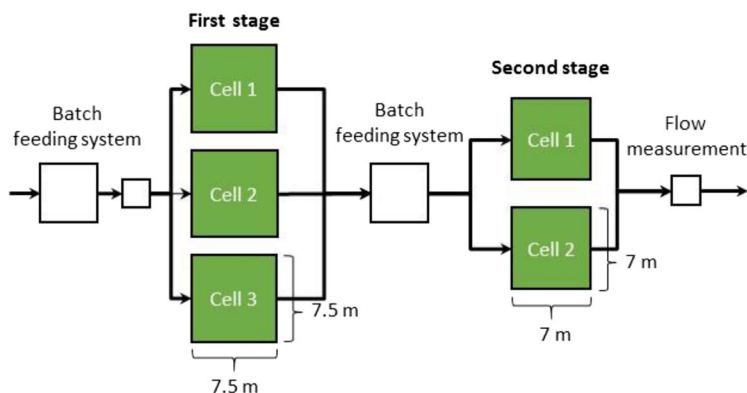 First stage
Cell 1
Cell 2
Cell 3
7.5 m
7.5 m
Batch
feeding system
Batch
feeding system
Second stage
Cell 1
Cell 2
7 m
7 m
Flow
measurement